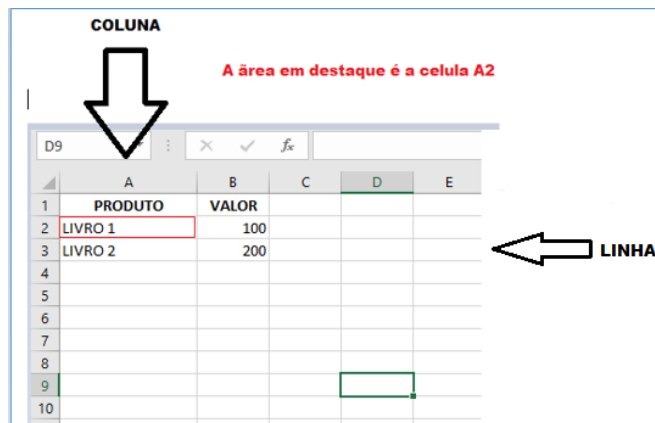 COLUNA
A ãrea em destaque é a celula A2
D9 fx
A B C D E
1 PRODUTO VALOR
2 LIVRO 1 100
3 LIVRO 2 200
LINHA
4
5
6
7
8
9
10